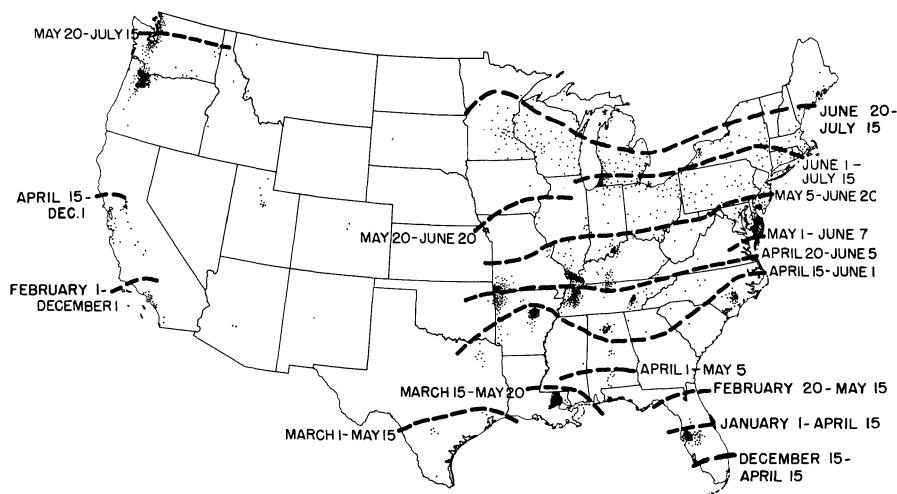 MAY 20-JULY 15
JUNE 20-
JULY 15
JUNE 1-
JULY 15
MAY 5-JUNE 20
APRIL 15-
DEC.1
MAY 20-JUNE 20
MAY 1- JUNE 7
APRIL 20-JUNE 5
APRIL 15-JUNE 1
FEBRUARY 1-
DECEMBER 1
APRIL 1-MAY 5
MARCH 15-MAY 20
FEBRUARY 20-MAY 15
MARCH 1-MAY 15
JANUARY 1-APRIL 15
DECEMBER 15-
APRIL 15